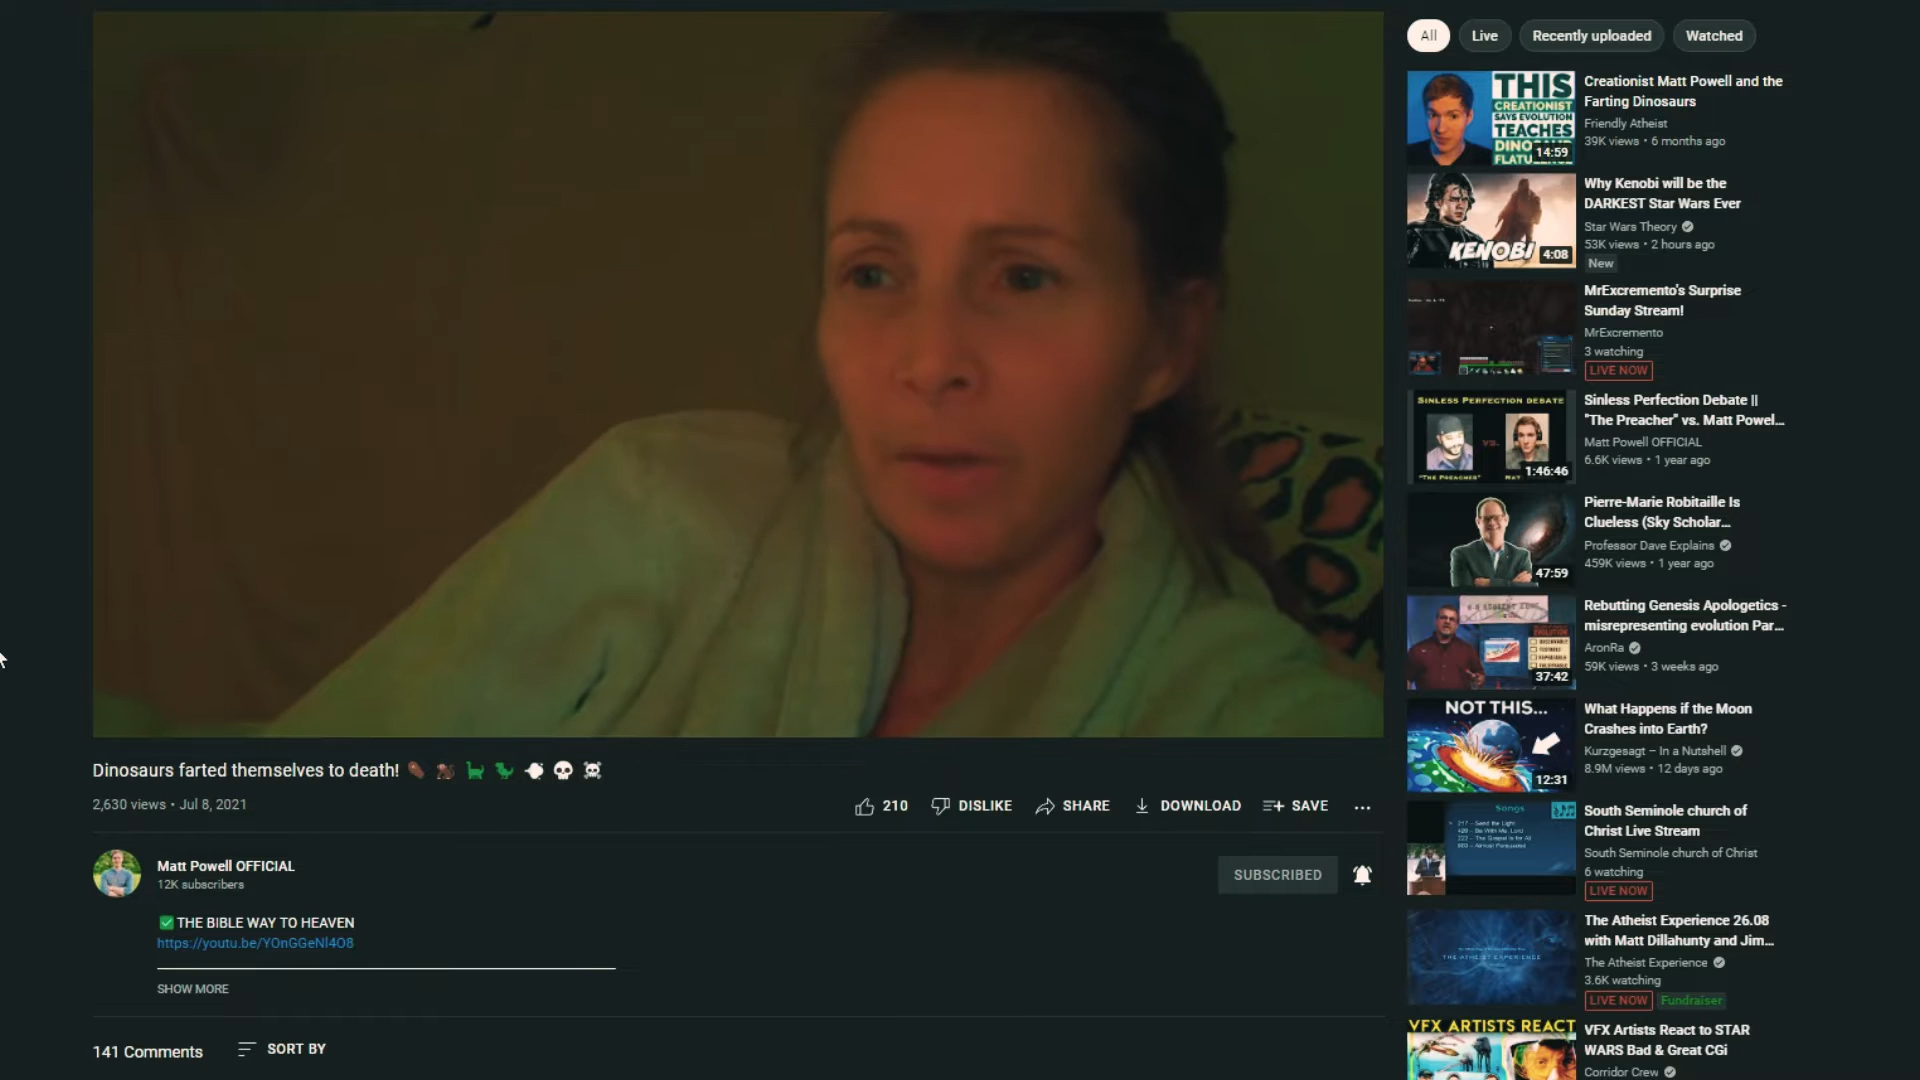 Dinosaurs farted themselves to death!
2,630 views • Jul 8, 2021
210
DISLIKE
SHARE
DOWNLOAD
SAVE
Matt Powell OFFICIAL
12K subscribers
SUBSCRIBED
THE BIBLE WAY TO HEAVEN
https://youtu.be/YOnGGeNl4O8
SHOW MORE
141 Comments
SORT BY
All
Live
Recently uploaded
Watched
THIS
CREATIONIST
SAYS EVOLUTION
TEACHES
14:59
Creationist Matt Powell and the
Farting Dinosaurs
Friendly Atheist
39K views • 6 months ago
KENOBI
4:08
Why Kenobi will be the
DARKEST Star Wars Ever
Star Wars Theory
53K views • 2 hours ago
New
MrExcremento's Surprise
Sunday Stream!
MrExcremento
3 watching
LIVE NOW
SINLESS PERFECTION DEBATE
VS.
"THE PREACHER"
1:46:46
Sinless Perfection Debate ||
"The Preacher" vs. Matt Powel...
Matt Powell OFFICIAL
6.6K views • 1 year ago
47:59
Pierre-Marie Robitaille Is
Clueless (Sky Scholar...
Professor Dave Explains
459K views • 1 year ago
37:42
Rebutting Genesis Apologetics -
misrepresenting evolution Par...
AronRa
59K views • 3 weeks ago
NOT THIS...
12:31
What Happens if the Moon
Crashes into Earth?
Kurzgesagt – In a Nutshell
8.9M views • 12 days ago
Songs
217 - Send the Light
South Seminole church of
Christ Live Stream
South Seminole church of Christ
6 watching
LIVE NOW
THE ATHEIST EXPERIENCE
The Atheist Experience 26.08
with Matt Dillahunty and Jim...
The Atheist Experience
3.6K watching
LIVE NOW
Fundraiser
VFX ARTISTS REACT
VFX Artists React to STAR
WARS Bad & Great CGi
Corridor Crew